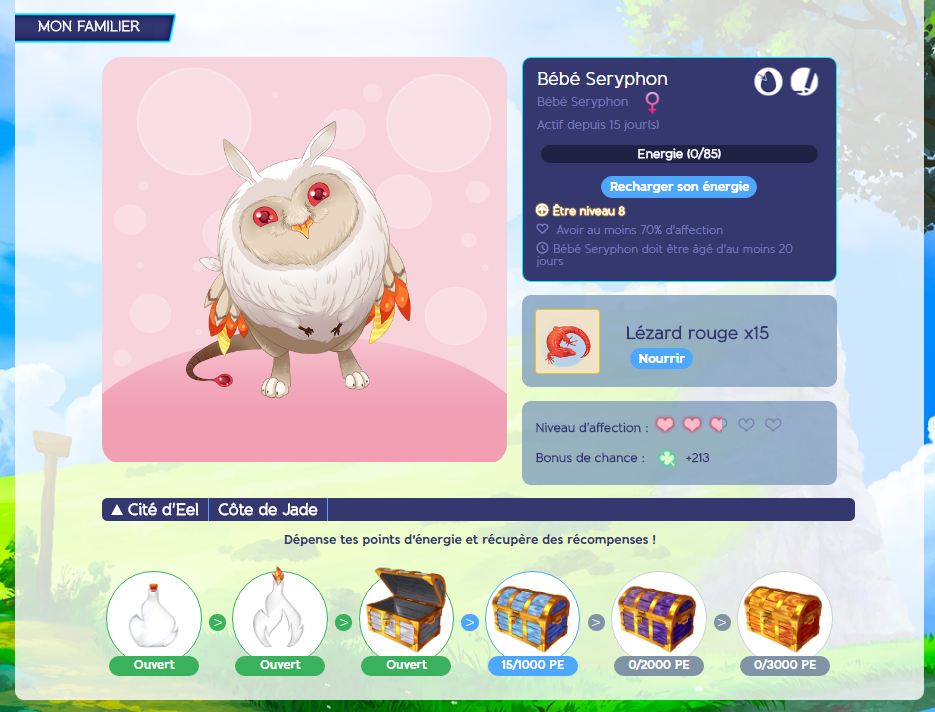 MON FAMILIER
Bébé Seryphon
Bébé Seryphon
Actif depuis 15 jour(s)
Energie (0/85)
Recharger son énergie
Être niveau 8
Avoir au moins 70% d'affection
Bébé Seryphon doit être âgé d'au moins 20
jours
Lézard rouge x15
Nourrir
Niveau d'affection :
Bonus de chance : +213
▲ Cité d'Eel Côte de Jade
Dépense tes points d'énergie et récupère des récompenses !
> > > > >
Ouvert Ouvert Ouvert 15/1000 PE 0/2000 PE 0/3000 PE